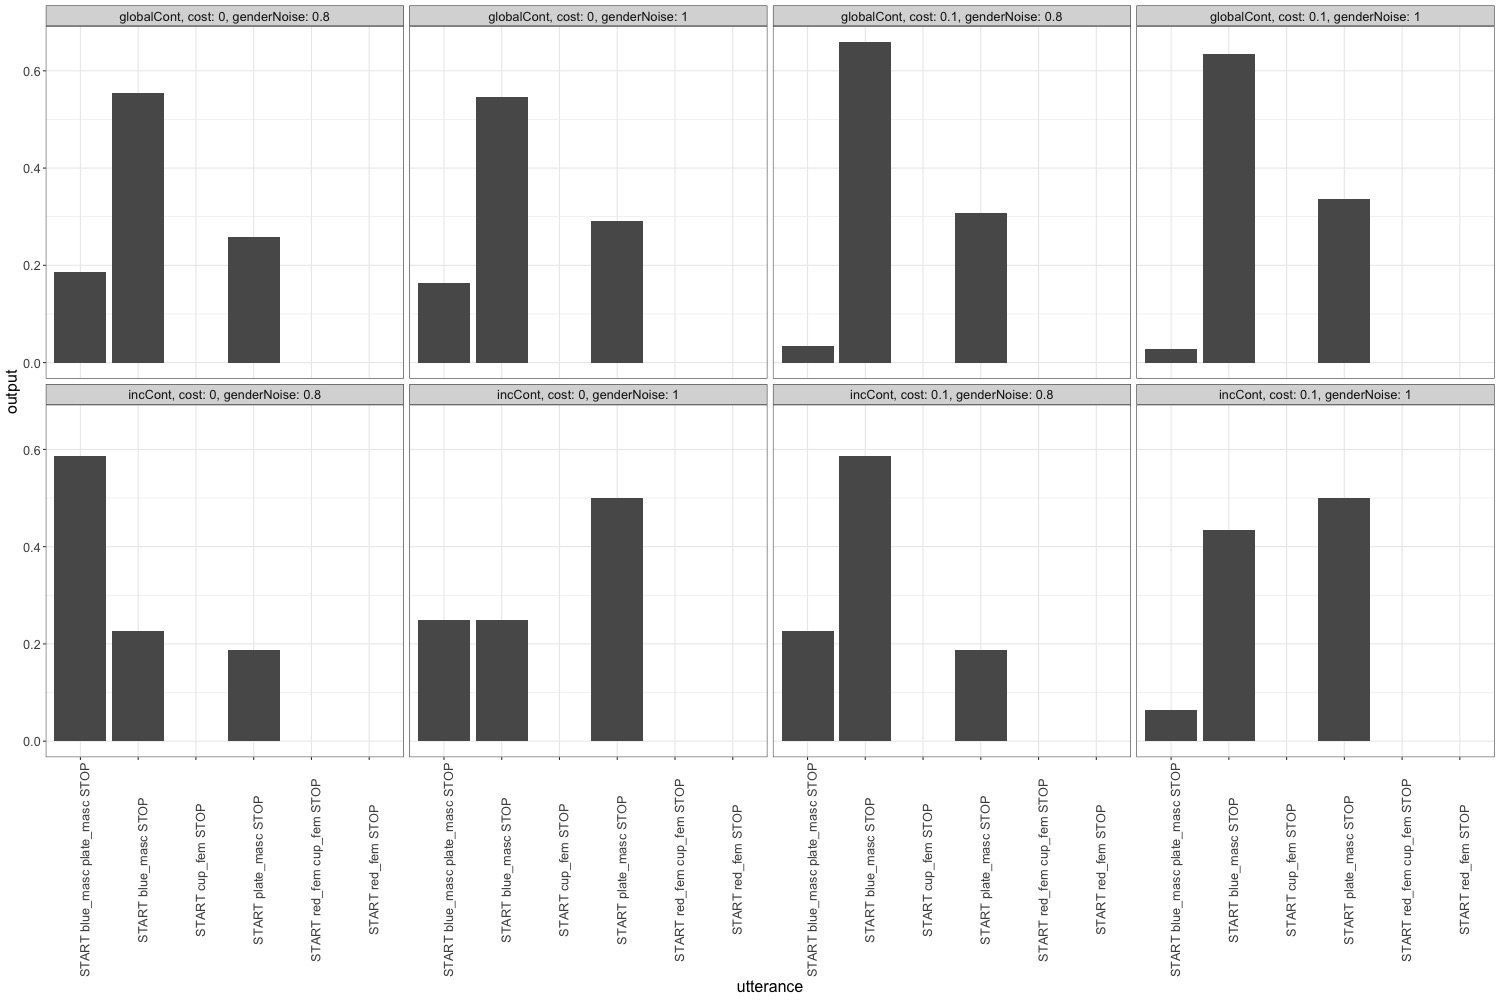 globalCont, cost: 0, genderNoise: 0.8
globalCont, cost: 0, genderNoise: 1
globalCont, cost: 0.1, genderNoise: 0.8
globalCont, cost: 0.1, genderNoise: 1
0.6
0.4
0.2
0.0
output
incCont, cost: 0, genderNoise: 0.8
incCont, cost: 0, genderNoise: 1
incCont, cost: 0.1, genderNoise: 0.8
incCont, cost: 0.1, genderNoise: 1
0.6
0.4
0.2
0.0
START blue_masc plate_masc STOP
START blue_masc STOP
START cup_fem STOP
START plate_masc STOP
START red_fem cup_fem STOP
START red_fem STOP
START blue_masc plate_masc STOP
START blue_masc STOP
START cup_fem STOP
START plate_masc STOP
START red_fem cup_fem STOP
START red_fem STOP
START blue_masc plate_masc STOP
START blue_masc STOP
START cup_fem STOP
START plate_masc STOP
START red_fem cup_fem STOP
START red_fem STOP
START blue_masc plate_masc STOP
START blue_masc STOP
START cup_fem STOP
START plate_masc STOP
START red_fem cup_fem STOP
START red_fem STOP
utterance